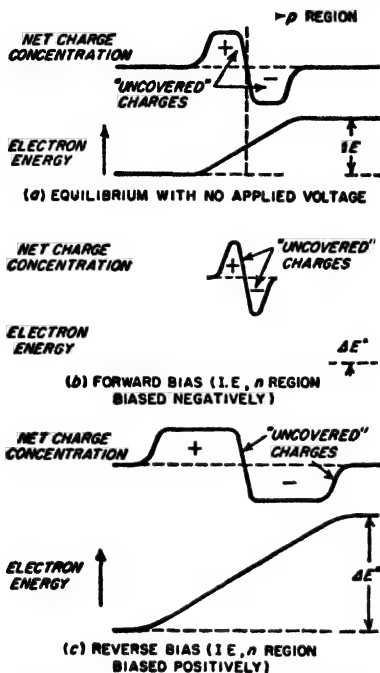 p REGION
NET CHARGE
CONCENTRATION
+
"UNCOVERED"
CHARGES
-
ELECTRON
ENERGY
(a) EQUILIBRIUM WITH NO APPLIED VOLTAGE
NET CHARGE
CONCENTRATION
"UNCOVERED"
CHARGES
+
-
ELECTRON
ENERGY
ΔE"
(b) FORWARD BIAS (I.E, n REGION
BIASED NEGATIVELY)
NET CHARGE
CONCENTRATION
+
"UNCOVERED"
CHARGES
-
ELECTRON
ENERGY
ΔE"
(c) REVERSE BIAS (I E, n REGION
BIASED POSITIVELY)